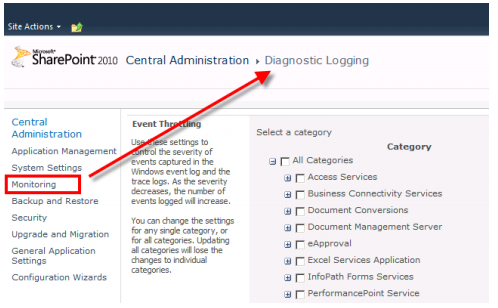 Site Actions
Microsoft
SharePoint 2010 Central Administration Diagnostic Logging
Central
Administration
Application Management
System Settings
Monitoring
Backup and Restore
Security
Upgrade and Migration
General Application
Settings
Configuration Wizards
Event Throttling
Use these settings to
control the severity of
events captured in the
Windows event log and the
trace logs. As the severity
decreases, the number of
events logged will increase.
You can change the settings
for any single category, or
for all categories. Updating
all categories will lose the
changes to individual
categories.
Select a category
Category
All Categories
Access Services
Business Connectivity Services
Document Conversions
Document Management Server
eApproval
Excel Services Application
InfoPath Forms Services
PerformancePoint Service